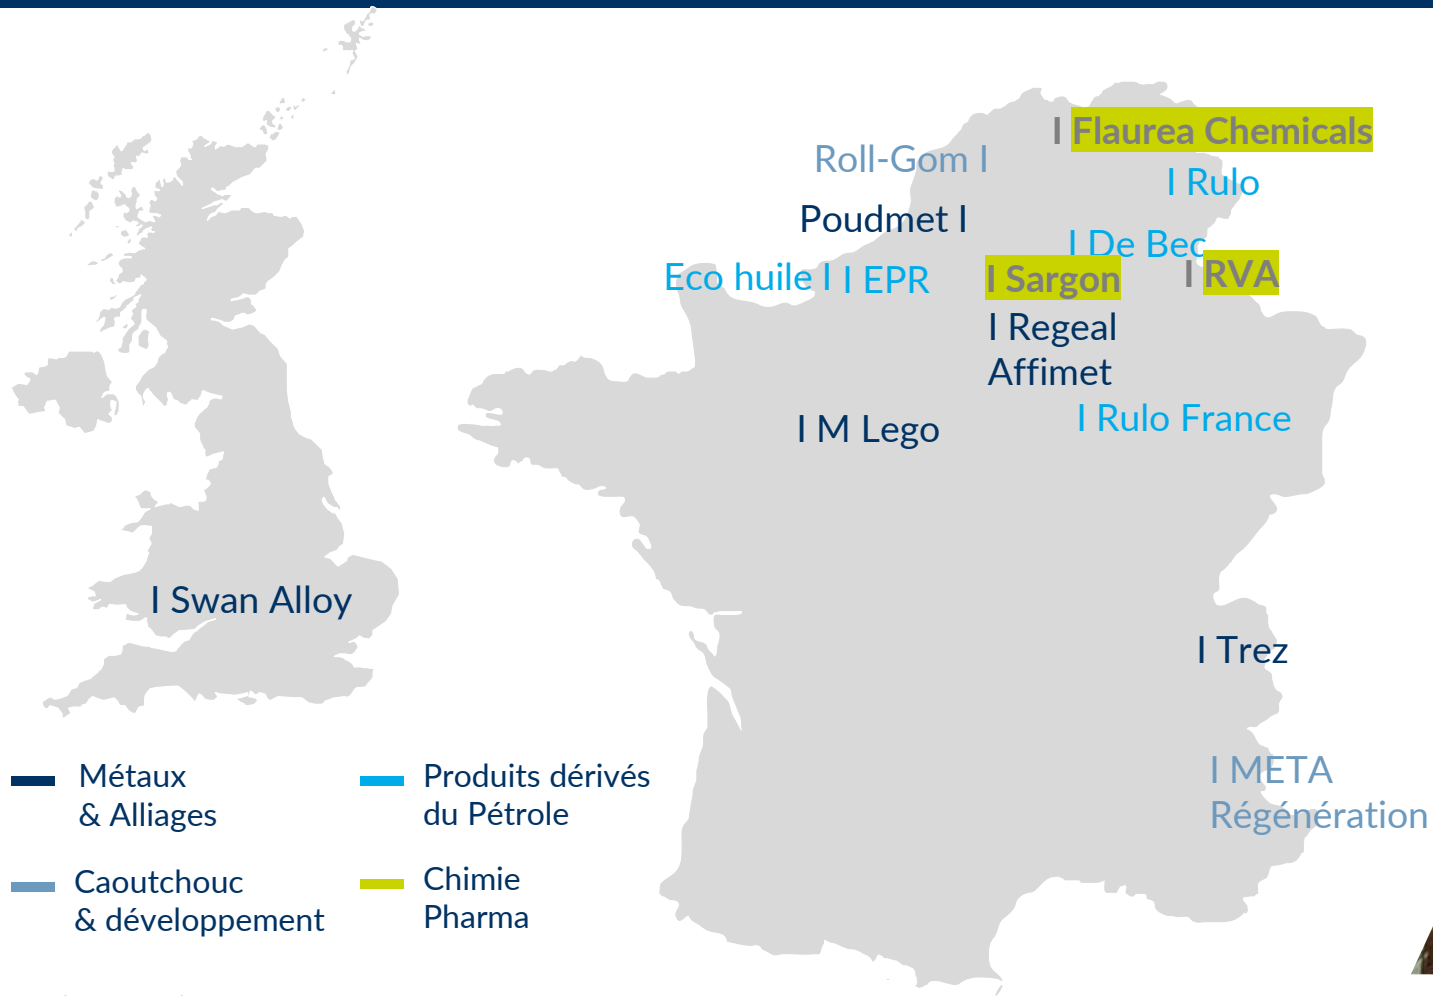 I Flaurea Chemicals
Roll-Gom I
I Rulo
Poudmet I
I De Bec
Eco huile I
I EPR
I Sargon
I RVA
I Regeal
Affimet
I Rulo France
I M Lego
I Swan Alloy
I Trez
I META
Régénération
Métaux
& Alliages
Produits dérivés
du Pétrole
Caoutchouc
& développement
Chimie
Pharma